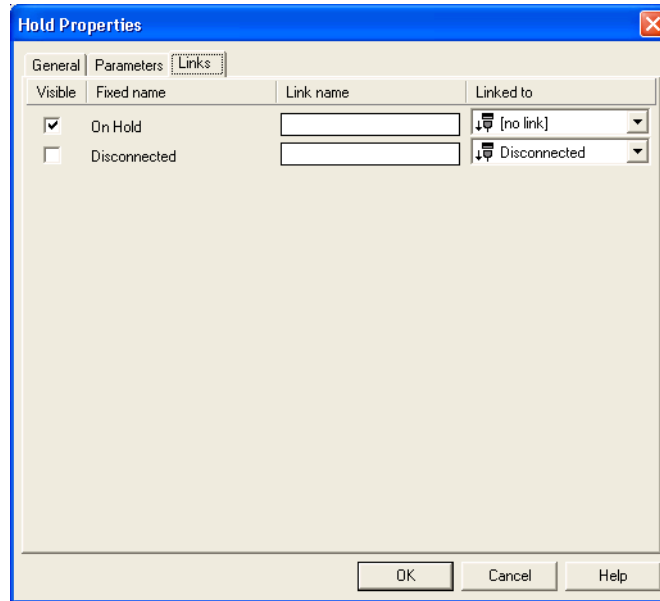 Hold Properties
General Parameters Links
Visible Fixed name Link name Linked to
On Hold [no link]
Disconnected Disconnected
OK Cancel Help